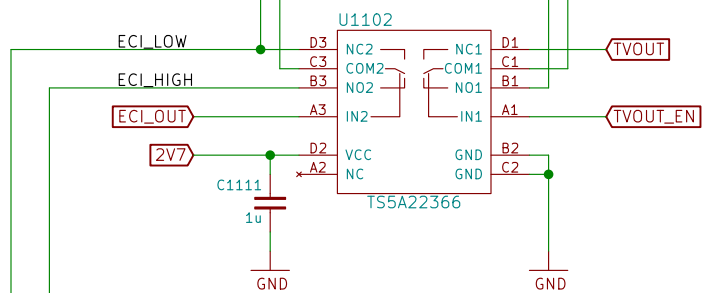 U1102
ECI_LOW D3 NC2 NC1 D1 TVOUT
C3 COM2 COM1 C1
ECI_HIGH B3 NO2 NO1 B1
ECI_OUT A3 IN2 IN1 A1 TVOUT_EN
2V7 D2 VCC GND B2
A2 NC GND C2
C1111 TS5A22366
1u
GND GND